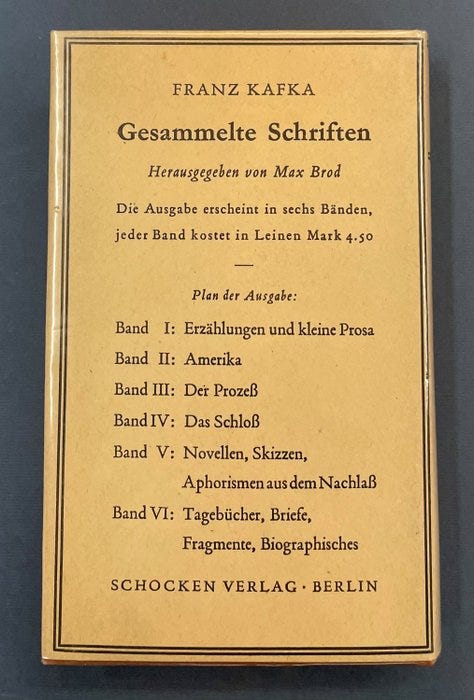 FRANZ KAFKA
Gesammelte Schriften
Herausgegeben von Max Brod
Die Ausgabe erscheint in sechs Bänden,
jeder Band kostet in Leinen Mark 4.50
—
Plan der Ausgabe:
Band I: Erzählungen und kleine Prosa
Band II: Amerika
Band III: Der Prozeß
Band IV: Das Schloß
Band V: Novellen, Skizzen,
Aphorismen aus dem Nachlaß
Band VI: Tagebücher, Briefe,
Fragmente, Biographisches
SCHOCKEN VERLAG · BERLIN